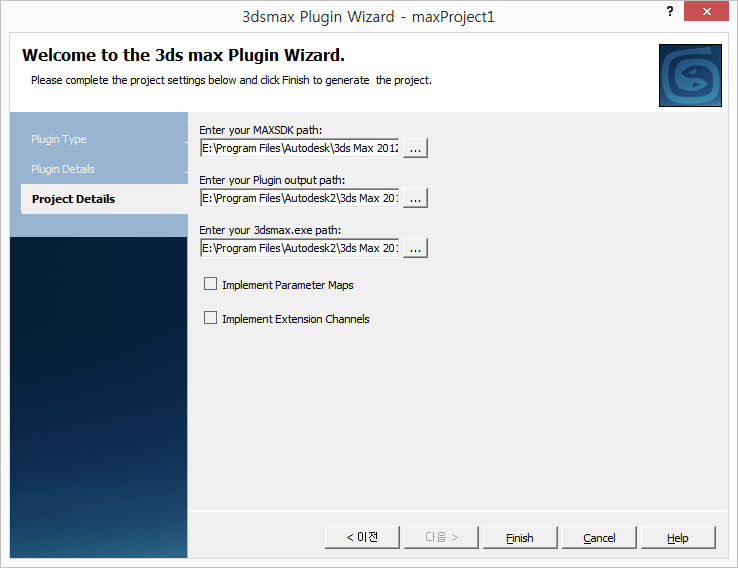 3dsmax Plugin Wizard - maxProject1
?
Welcome to the 3ds max Plugin Wizard.
Please complete the project settings below and click Finish to generate the project.
Plugin Type
Plugin Details
Project Details
Enter your MAXSDK path:
E:\Program Files\Autodesk\3ds Max 2012
...
Enter your Plugin output path:
E:\Program Files\Autodesk2\3ds Max 201
...
Enter your 3dsmax.exe path:
E:\Program Files\Autodesk2\3ds Max 201
...
Implement Parameter Maps
Implement Extension Channels
< 이전
다음 >
Finish
Cancel
Help